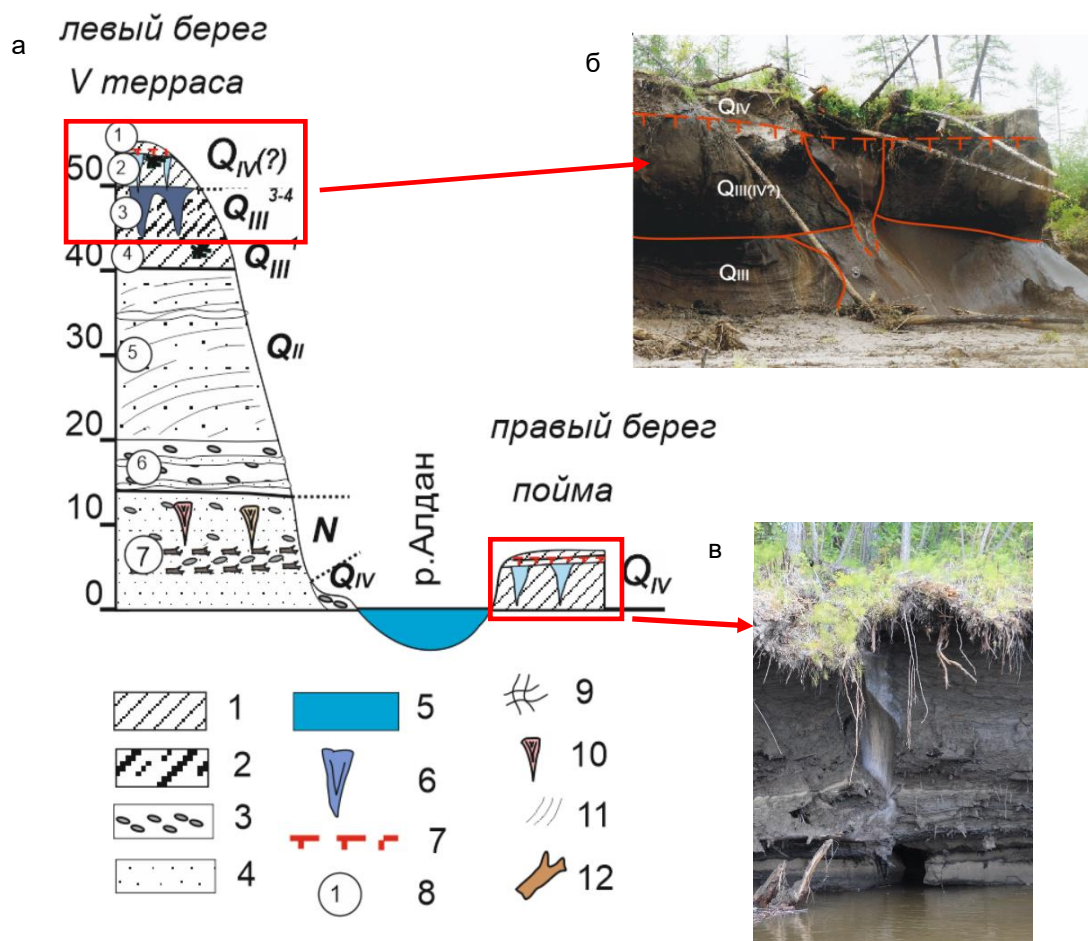 а
левый берег
V терраса
б
1
2
3
4
5
6
7
50
40
30
20
10
0
QIV(?)
QIII 3-4
QIII 1
QII
N
QIV
р.Алдан
правый берег
пойма
QIV
QIV
QIII(IV?)
QIII
в
1
2
3
4
5
6
7
1
8
9
10
11
12